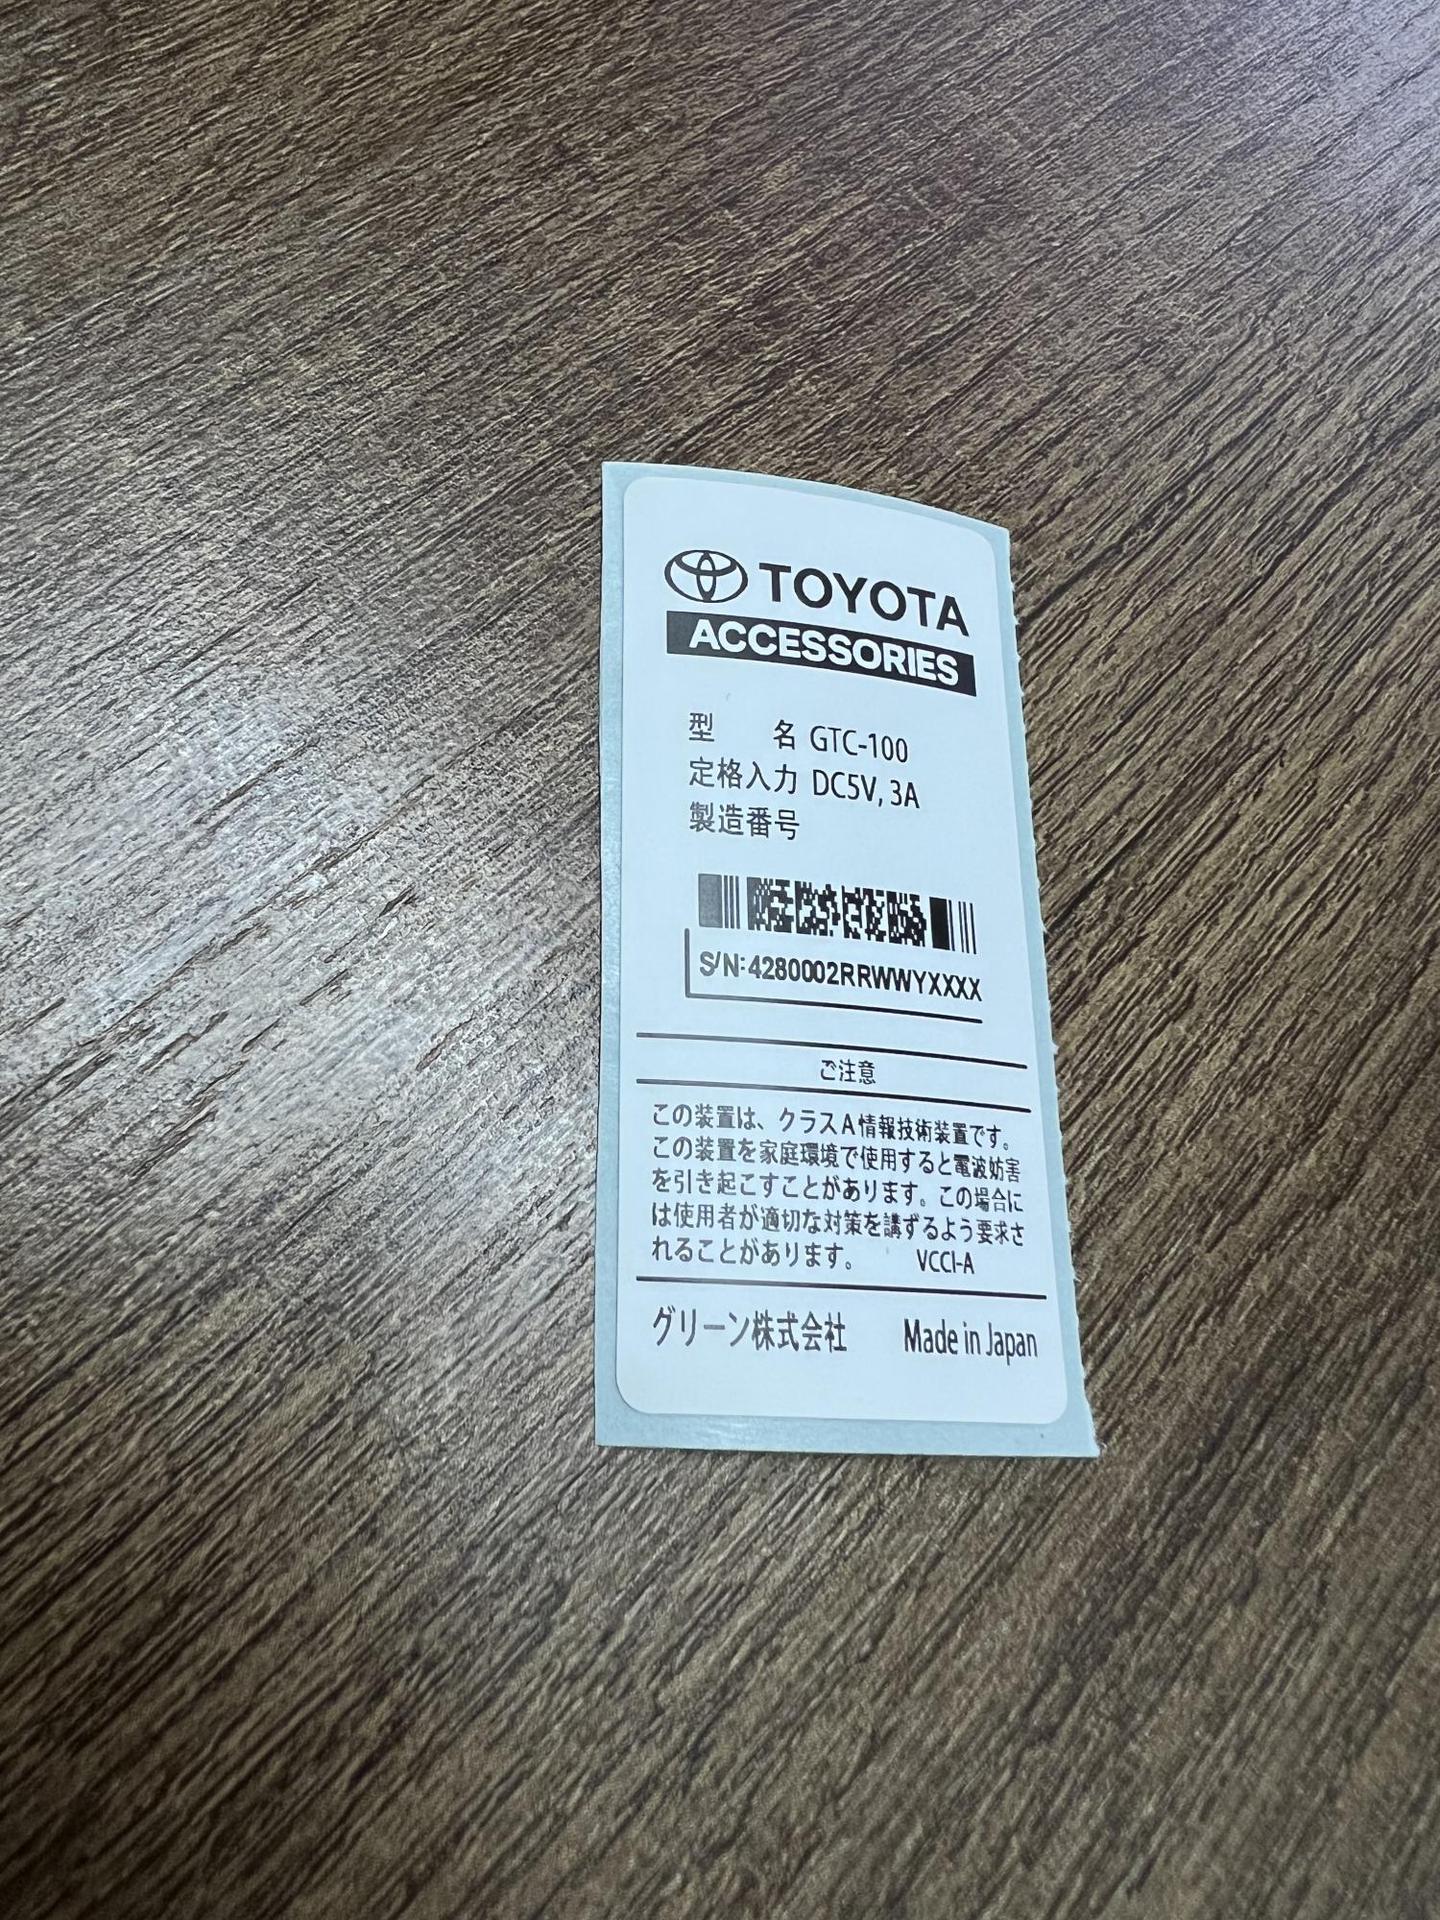 TOYOTA
ACCESSORIES
型 名 GTC-100
定格入力 DC5V, 3A
製造番号
S/N:4280002RRWWYXXXX
ご注意
この装置は、クラスA情報技術装置です。
この装置を家庭環境で使用すると電波妨害
を引き起こすことがあります。この場合に
は使用者が適切な対策を講ずるよう要求さ
れることがあります。 VCCI-A
グリーン株式会社 Made in Japan